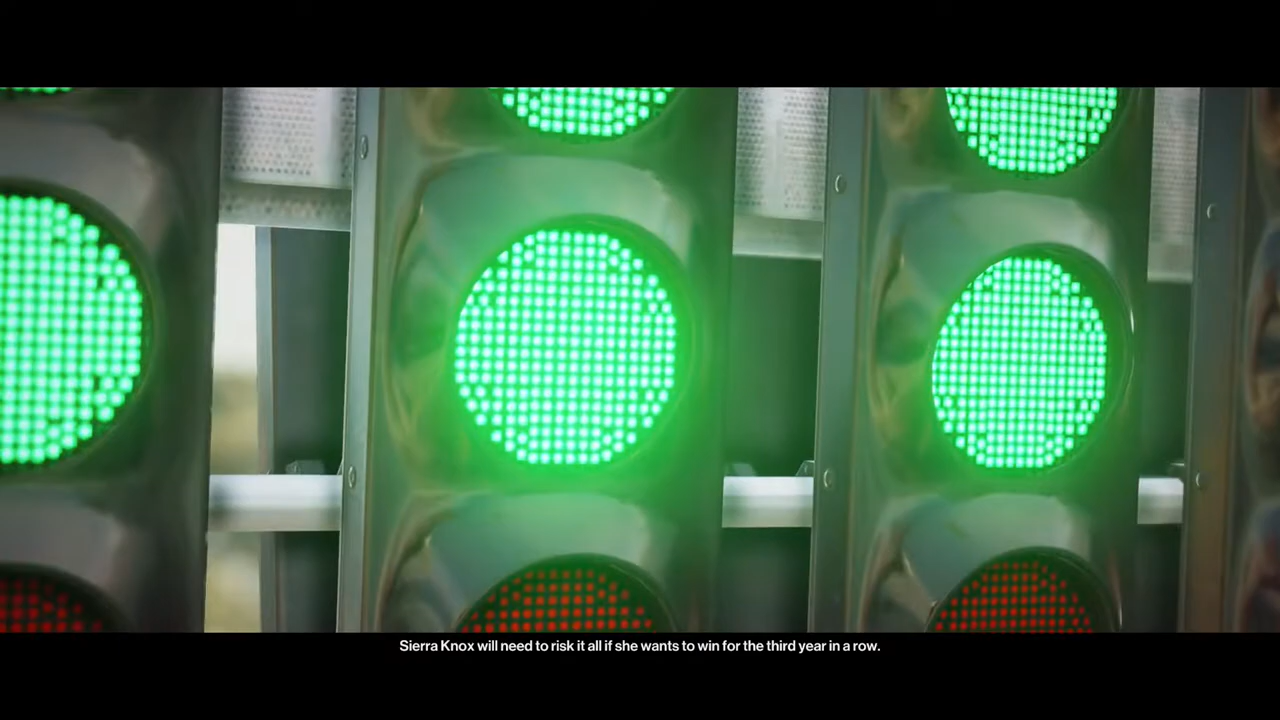 Sierra Knox will need to risk it all if she wants to win for the third year in a row.